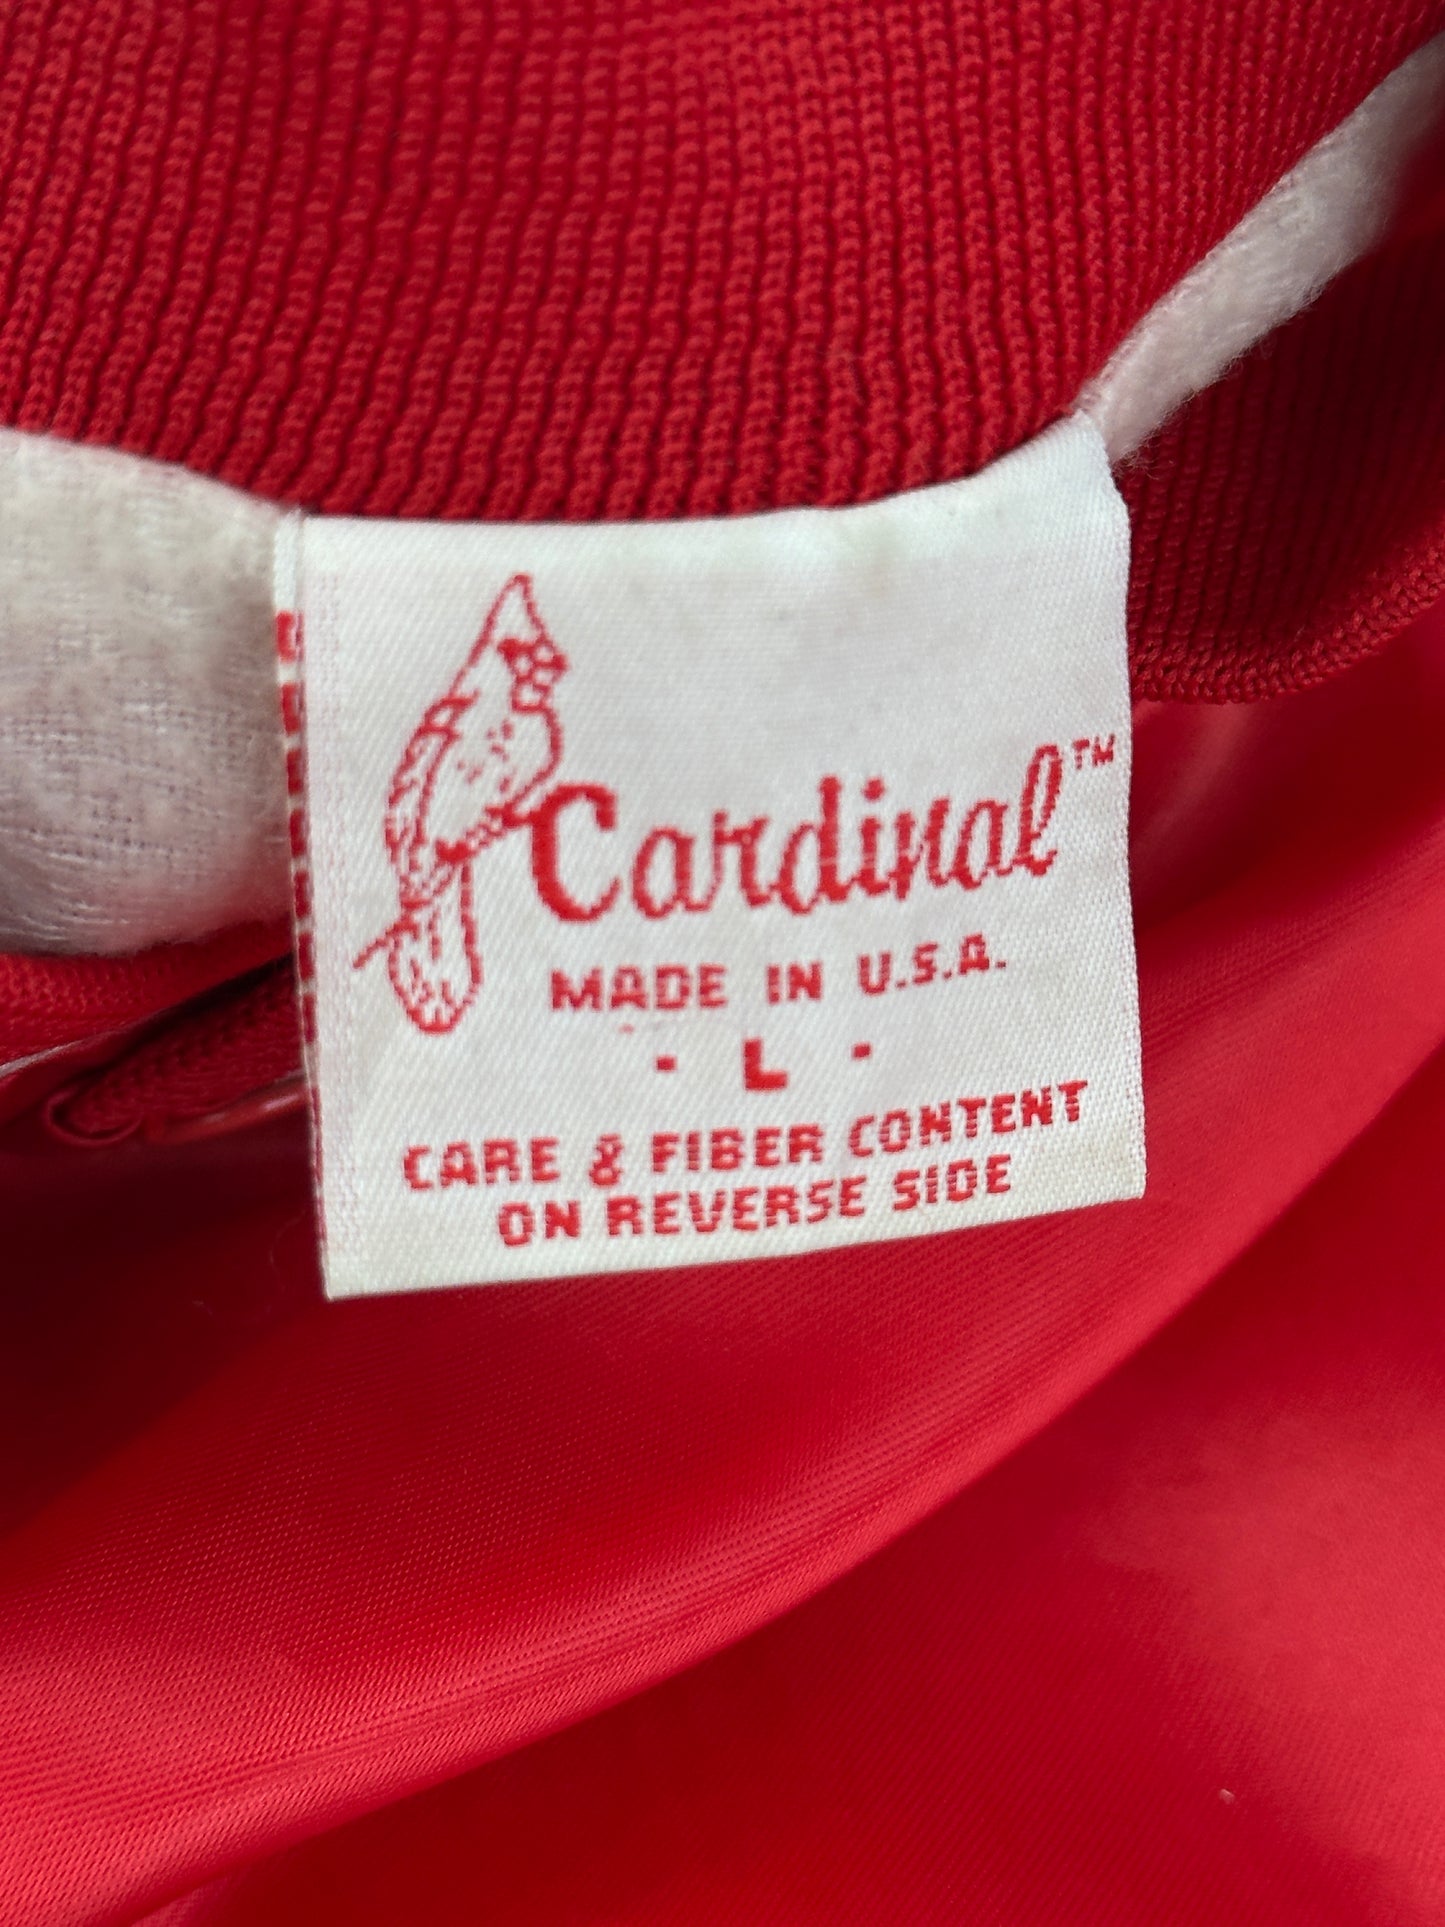 Cardinal™
MADE IN U.S.A.
- L -
CARE & FIBER CONTENT
ON REVERSE SIDE